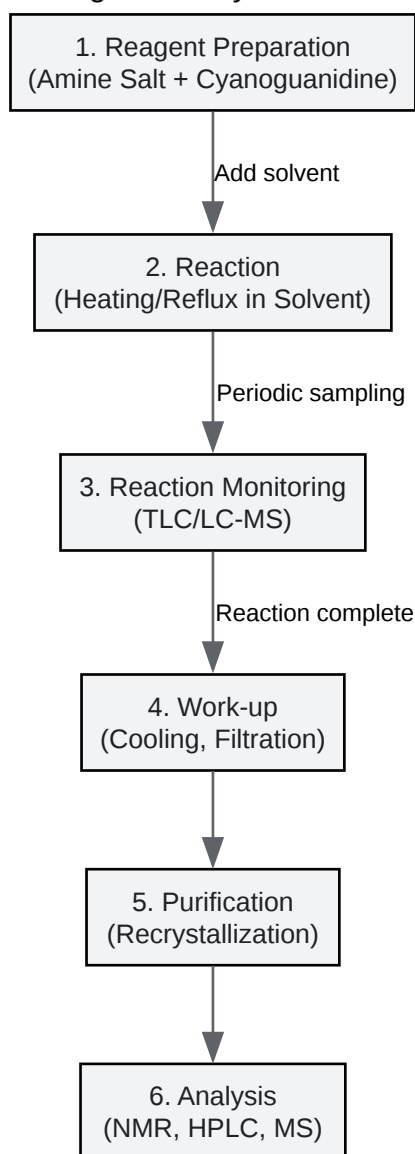 1. Reagent Preparation
(Amine Salt + Cyanoguanidine)
Add solvent
2. Reaction
(Heating/Reflux in Solvent)
Periodic sampling
3. Reaction Monitoring
(TLC/LC-MS)
Reaction complete
4. Work-up
(Cooling, Filtration)
5. Purification
(Recrystallization)
6. Analysis
(NMR, HPLC, MS)